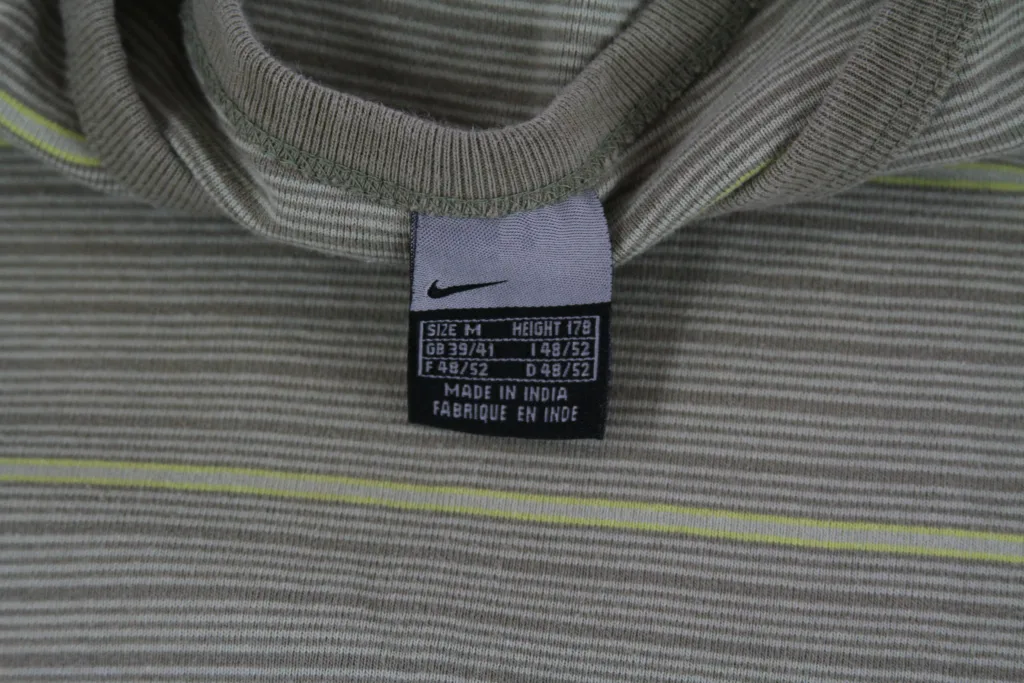 SIZE M HEIGHT 178
GB 39/41 I 48/52
F 48/52 D 48/52
MADE IN INDIA
FABRIQUE EN INDE